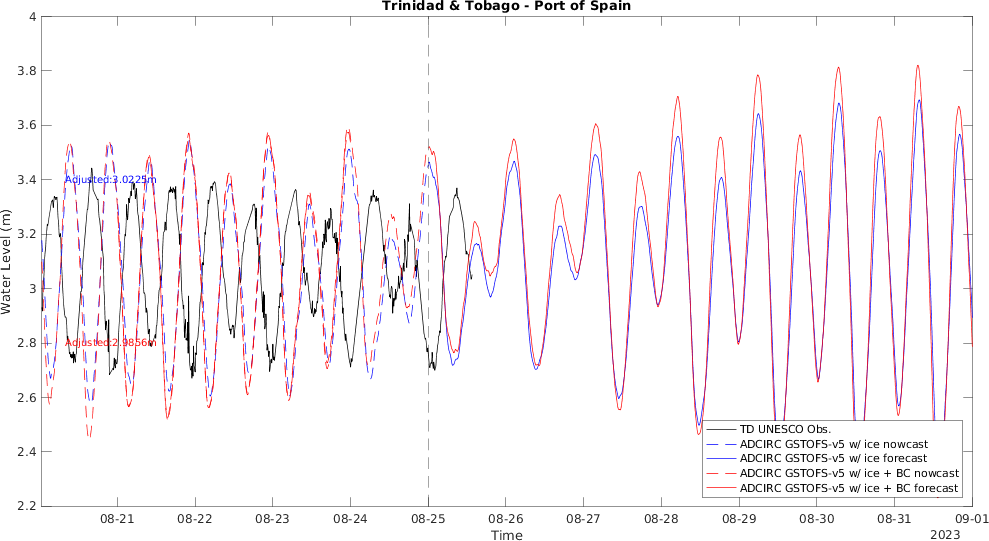 Trinidad & Tobago - Port of Spain
4
3.8
3.6
3.4
3.2
3
2.8
2.6
2.4
2.2
Water Level (m)
Adjusted:3.0225m
Adjusted:2.9856m
TD UNESCO Obs.
ADCIRC GSTOFS-v5 w/ ice nowcast
ADCIRC GSTOFS-v5 w/ ice forecast
ADCIRC GSTOFS-v5 w/ ice + BC nowcast
ADCIRC GSTOFS-v5 w/ ice + BC forecast
08-21 08-22 08-23 08-24 08-25 08-26 08-27 08-28 08-29 08-30 08-31 09-01
Time
2023